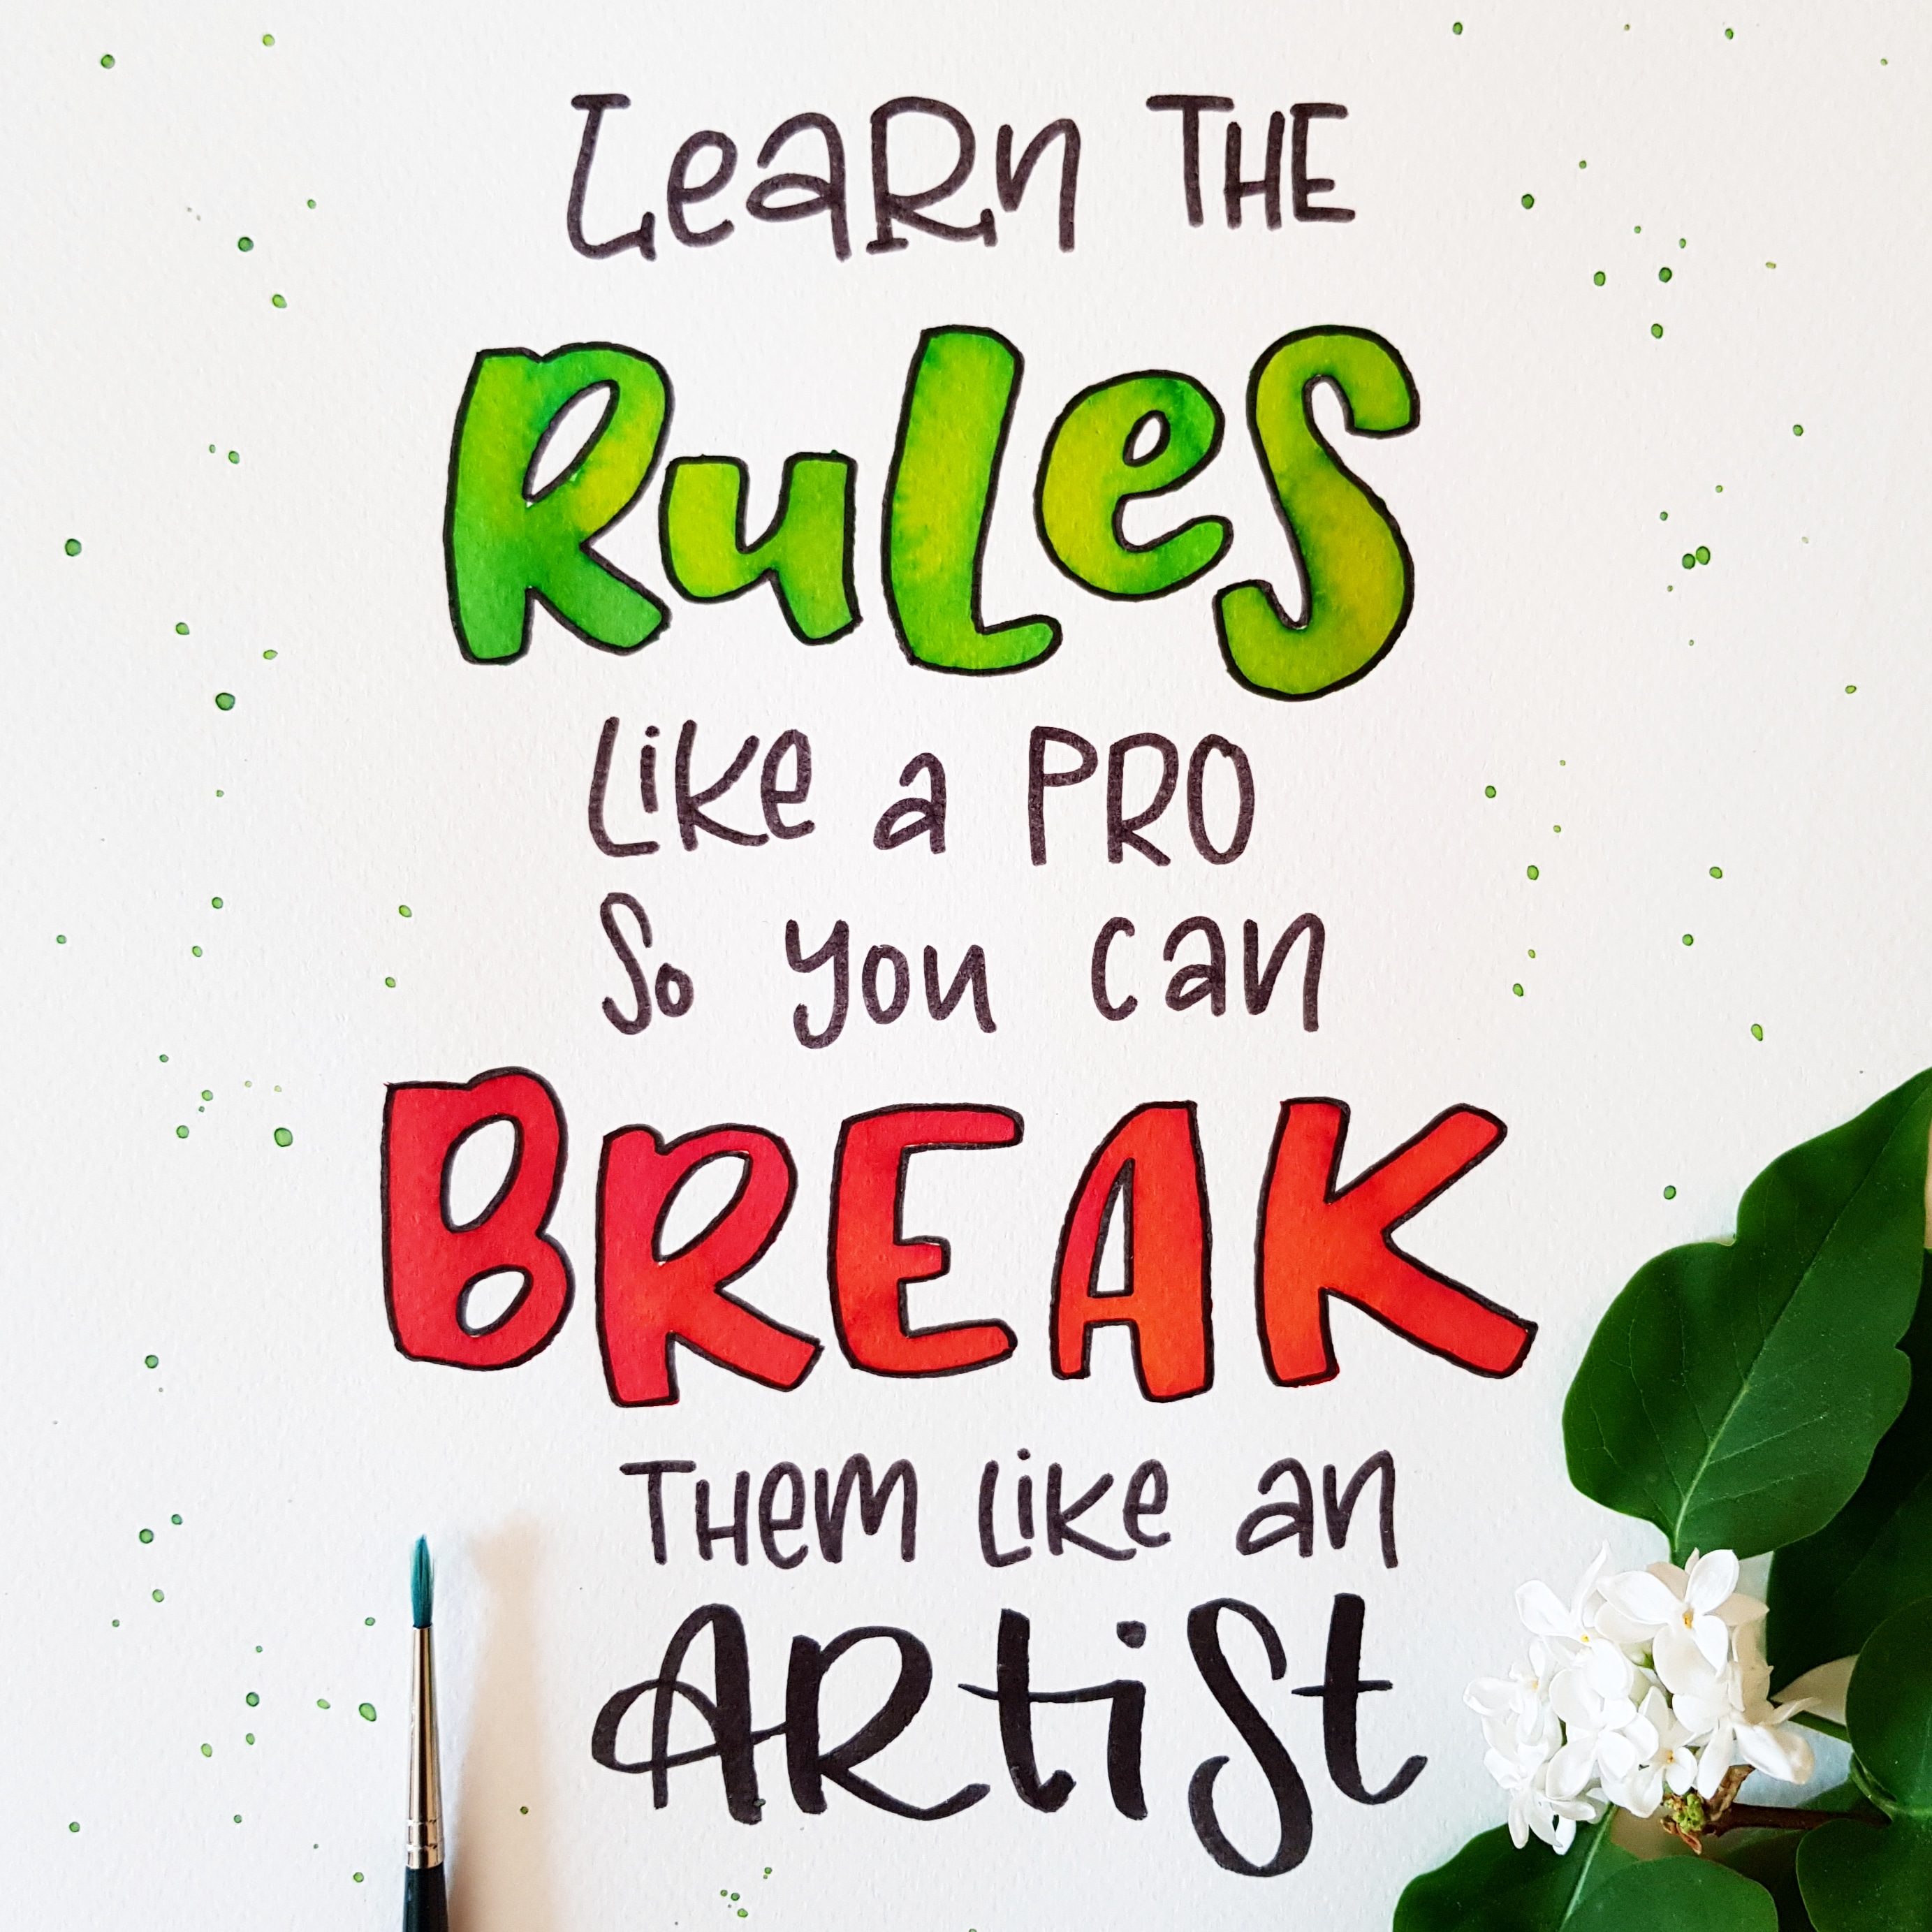 Learn THE
RuLeS
Like a PRO
So you can
BREAK
THem Like an
ARtiSt